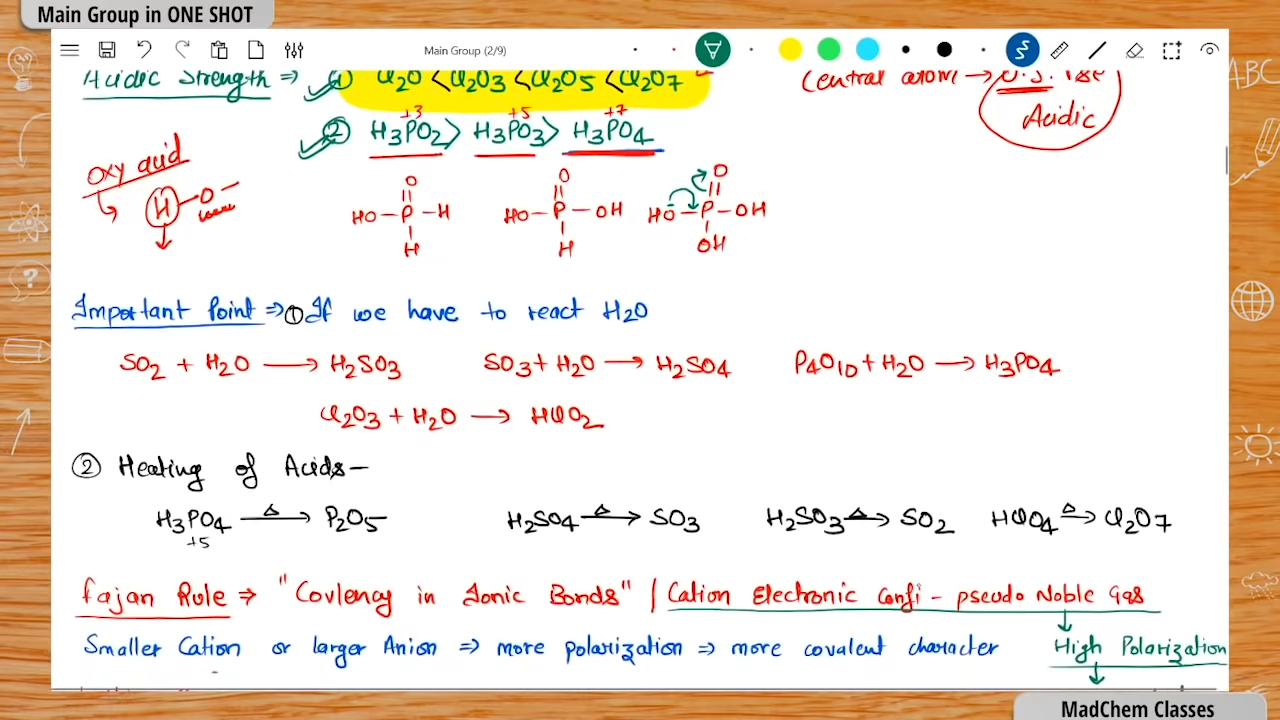 Main Group in ONE SHOT
Main Group (2/9)
Acidic Strength ⇒ ① Cl2O < Cl2O3 < Cl2O5 < Cl2O7
Central atom → O.S. ↑se
Acidic
+3 +5 +7
② H3PO2 > H3PO3 > H3PO4
Oxy acid
H–O–
O O O
HO–P–H HO–P–OH HO–P–OH
H H OH
Important Point ⇒ ① If we have to react H2O
SO2 + H2O → H2SO3 SO3 + H2O → H2SO4 P4O10 + H2O → H3PO4
Cl2O3 + H2O → HClO2
② Heating of Acids–
H3PO4 Δ→ P2O5 H2SO4 Δ→ SO3 H2SO3 Δ→ SO2 HClO4 Δ→ Cl2O7
+5
Fajan Rule ⇒ "Covlency in Ionic Bonds" | Cation Electronic Confi - pseudo Noble Gas
Smaller Cation or larger Anion ⇒ more polarization ⇒ more covalent character High Polarization
MadChem Classes
ABC